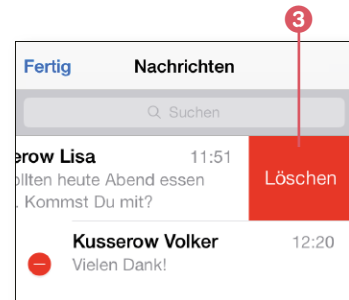 3
Fertig Nachrichten
Suchen
erow Lisa 11:51
ollten heute Abend essen Löschen
. Kommst Du mit?
Kusserow Volker 12:20
Vielen Dank!